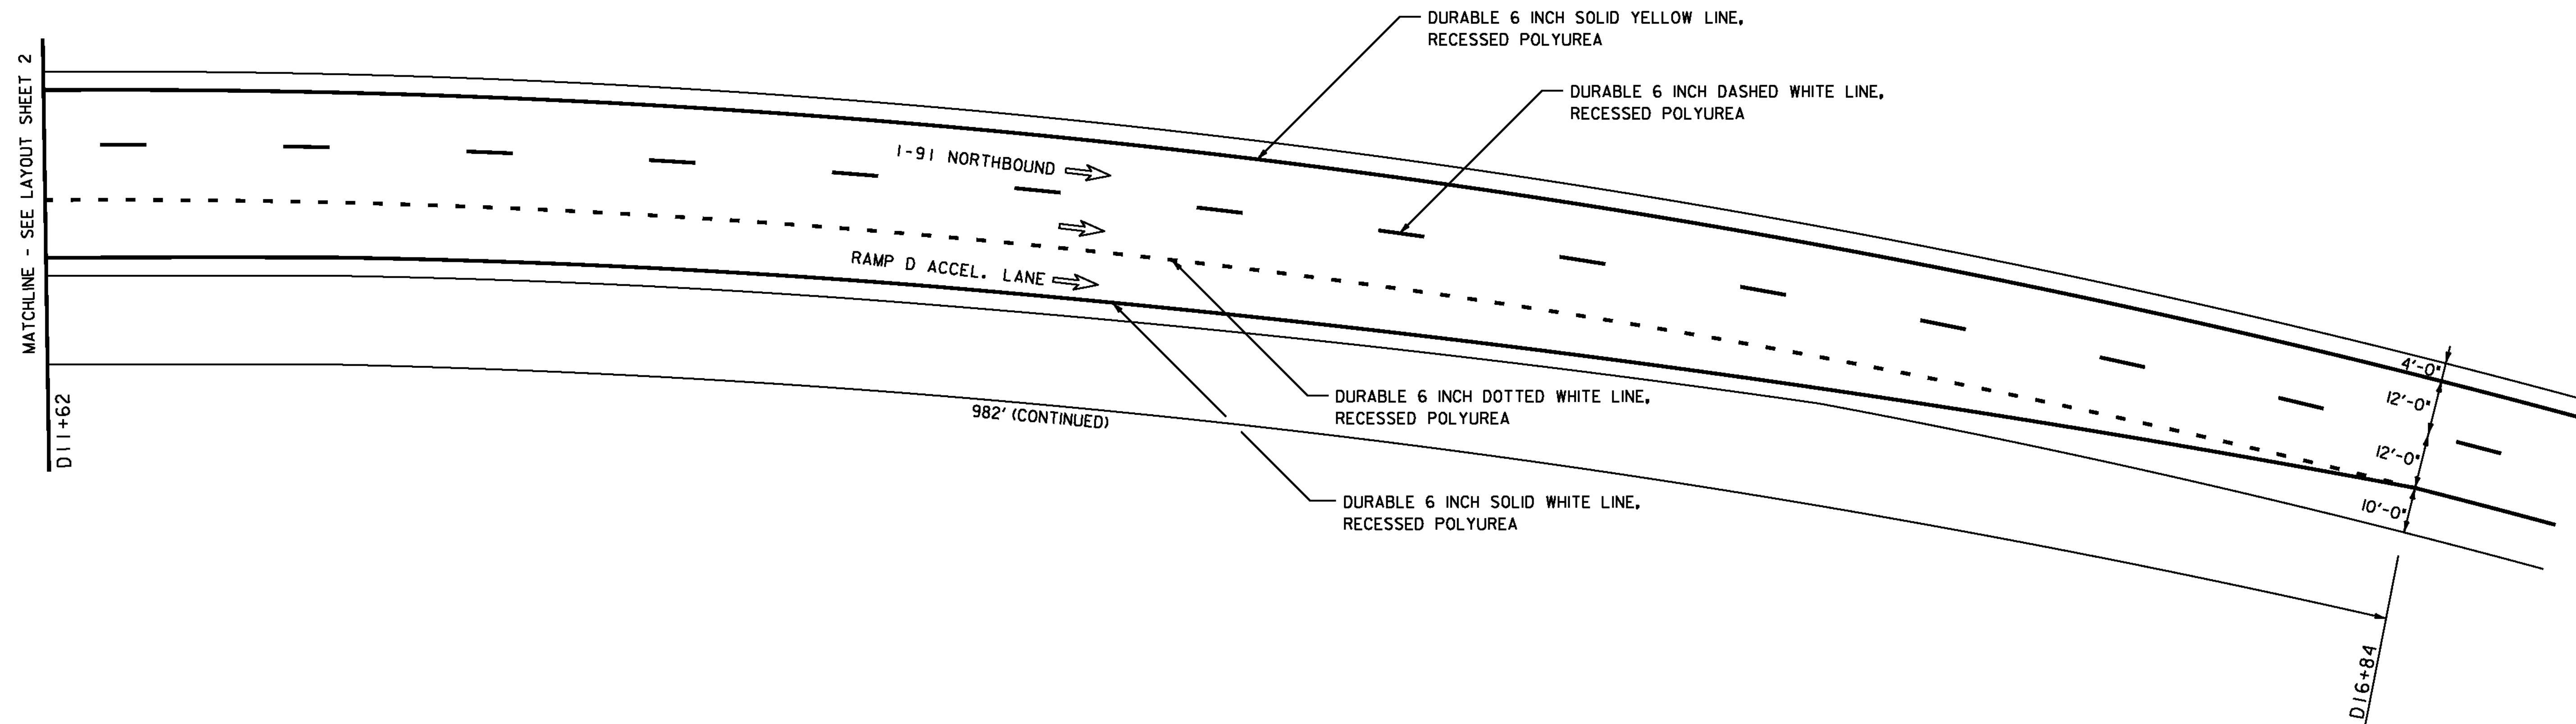 MATCHLINE - SEE LAYOUT SHEET 2
D11+62
DURABLE 6 INCH SOLID YELLOW LINE,
RECESSED POLYUREA
DURABLE 6 INCH DASHED WHITE LINE,
RECESSED POLYUREA
I-91 NORTHBOUND
RAMP D ACCEL. LANE
982' (CONTINUED)
DURABLE 6 INCH DOTTED WHITE LINE,
RECESSED POLYUREA
DURABLE 6 INCH SOLID WHITE LINE,
RECESSED POLYUREA
4'-0"
12'-0"
12'-0"
10'-0"
D16+84